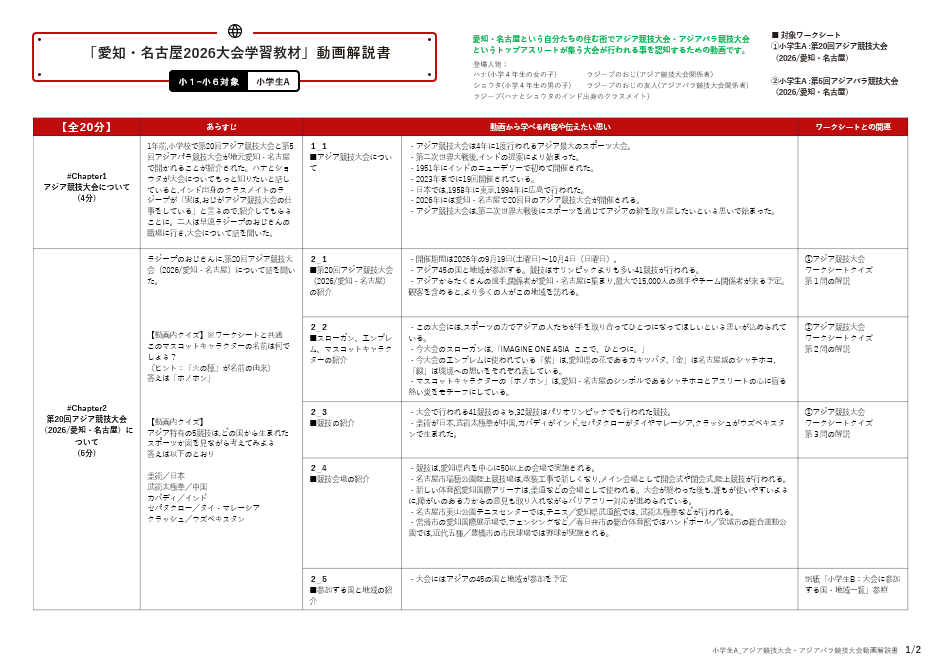 「愛知・名古屋2026大会学習教材」動画解説書
小１~小６対象 小学生A
愛知・名古屋という自分たちの住む街でアジア競技大会・アジアパラ競技大会
というトップアスリートが集う大会が行われる事を認知するための動画です。
登場人物：
ハナ(小学４年生の女の子) ラジープのおじ(アジア競技大会関係者)
ショウタ(小学４年生の男の子) ラジープのおじの友人(アジアパラ競技大会関係者)
ラジープ(ハナとショウタのインド出身のクラスメイト)
■ 対象ワークシート
①小学生A :第20回アジア競技大会
（2026/愛知・名古屋）
②小学生A :第5回アジアパラ競技大会
（2026/愛知・名古屋）
【全20分】 あらすじ 動画から学べる内容や伝えたい思い ワークシートとの関連
#Chapter1
アジア競技大会について
（4分）
1年前,小学校で第20回アジア競技大会と第5
回アジアパラ競技大会が地元愛知・名古屋
で開かれることが紹介された。ハナとショ
ウタが大会についてもっと知りたいと話し
ていると,インド出身のクラスメイトのラ
ジープが「実は,おじがアジア競技大会の仕
事をしている」と言るので,紹介してもらる
ことに。二人は早速ラジープのおじさんの
職場に行き,大会について話を聞いた。
1_1
■アジア競技大会につい
て
・アジア競技大会は4年に1度行われるアジア最大のスポーツ大会。
・第二次世界大戦後,インドの提案により始まった。
・1951年にインドのニューデリーで初めて開催された。
・2023年までに19回開催されている。
・日本では,1958年に東京,1994年に広島で行われた。
・2026年には愛知・名古屋で20回目のアジア競技大会が開催される。
・アジア競技大会は,第二次世界大戦後にスポーツを通じてアジアの絆を取り戻したいという思いで始まった。
#Chapter2
第20回アジア競技大会
（2026/愛知・名古屋）に
ついて
（6分）
ラジープのおじさんに,第20回アジア競技大
会（2026/愛知・名古屋）について話を聞い
た。
【動画内クイズ】※ワークシートと共通
このマスコットキャラクターの名前は何で
しょう？
（ヒント：「火の穂」が名前の由来）
答えは「ホノホン」
【動画内クイズ】
アジア特有の5競技は,どの国から生まれた
スポーツか図を見ながら考えてみよう
答えは以下のとおり
柔術／日本
武術太極拳／中国
カバディ／インド
セパタクロー／タイ・マレーシア
クラッシュ／ウズベキスタン
2_1
■第20回アジア競技大会
（2026/愛知・名古屋）
の紹介
・開催期間は2026年の9月19日(土曜日)〜10月4日（日曜日）。
・アジア45の国と地域が参加する。競技はオリンピックよりも多い41競技が行われる。
・アジアからたくさんの選手,関係者が愛知・名古屋に集まり,最大で15,000人の選手やチーム関係者が来る予定。
観客を含めると,より多くの人がこの地域を訪れる。
①アジア競技大会
ワークシートクイズ
第１問の解説
2_2
■スローガン、エンブレ
ム、マスコットキャラク
ターの紹介
・この大会には,スポーツの力でアジアの人たちが手を取り合ってひとつになってほしいという思いが込められて
いる。
・今大会のスローガンは,「IMAGINE ONE ASIA ここで、ひとつに。」
・今大会のエンブレムに使われている「紫」は,愛知県の花であるカキツバタ,「金」は名古屋城のシャチホコ,
「緑」は環境への想いをそれぞれ表している。
・マスコットキャラクターの「ホノホン」は,愛知・名古屋のシンボルであるシャチホコとアスリートの心に宿る
熱い炎をモチーフにしている。
①アジア競技大会
ワークシートクイズ
第２問の解説
2_3
■競技の紹介
・大会で行われる41競技のうち,32競技はパリオリンピックでも行われた競技。
・柔術が日本,武術太極拳が中国,カバディがインド,セパタクローがタイやマレーシア,クラッシュがウズベキスタ
ンで生まれた。
①アジア競技大会
ワークシートクイズ
第３問の解説
2_4
■競技会場の紹介
・競技は,愛知県内を中心に50以上の会場で実施される。
・名古屋市瑞穂公園陸上競技場は,改装工事で新しくなり,メイン会場として開会式や閉会式,陸上競技が行われる。
・新しい体育館愛知国際アリーナは,柔道などの会場として使われる。大会が終わった後も,誰もが使いやすいよう
に,障がいのある方からの意見も取り入れながらバリアフリー対応が進められている。
・名古屋市東山公園テニスセンターでは,テニス／愛知県武道館では,武術太極拳などが行われる。
・常滑市の愛知国際展示場で,フェンシングなど／春日井市の総合体育館ではハンドボール／安城市の総合運動公
園では,近代五種／豊橋市の市民球場では野球が実施される。
2_5
■参加する国と地域の紹
介
・大会にはアジアの45の国と地域が参加を予定
別紙「小学生B：大会に参加
する国・地域一覧」参照
小学生A_アジア競技大会・アジアパラ競技大会動画解説書 1/2